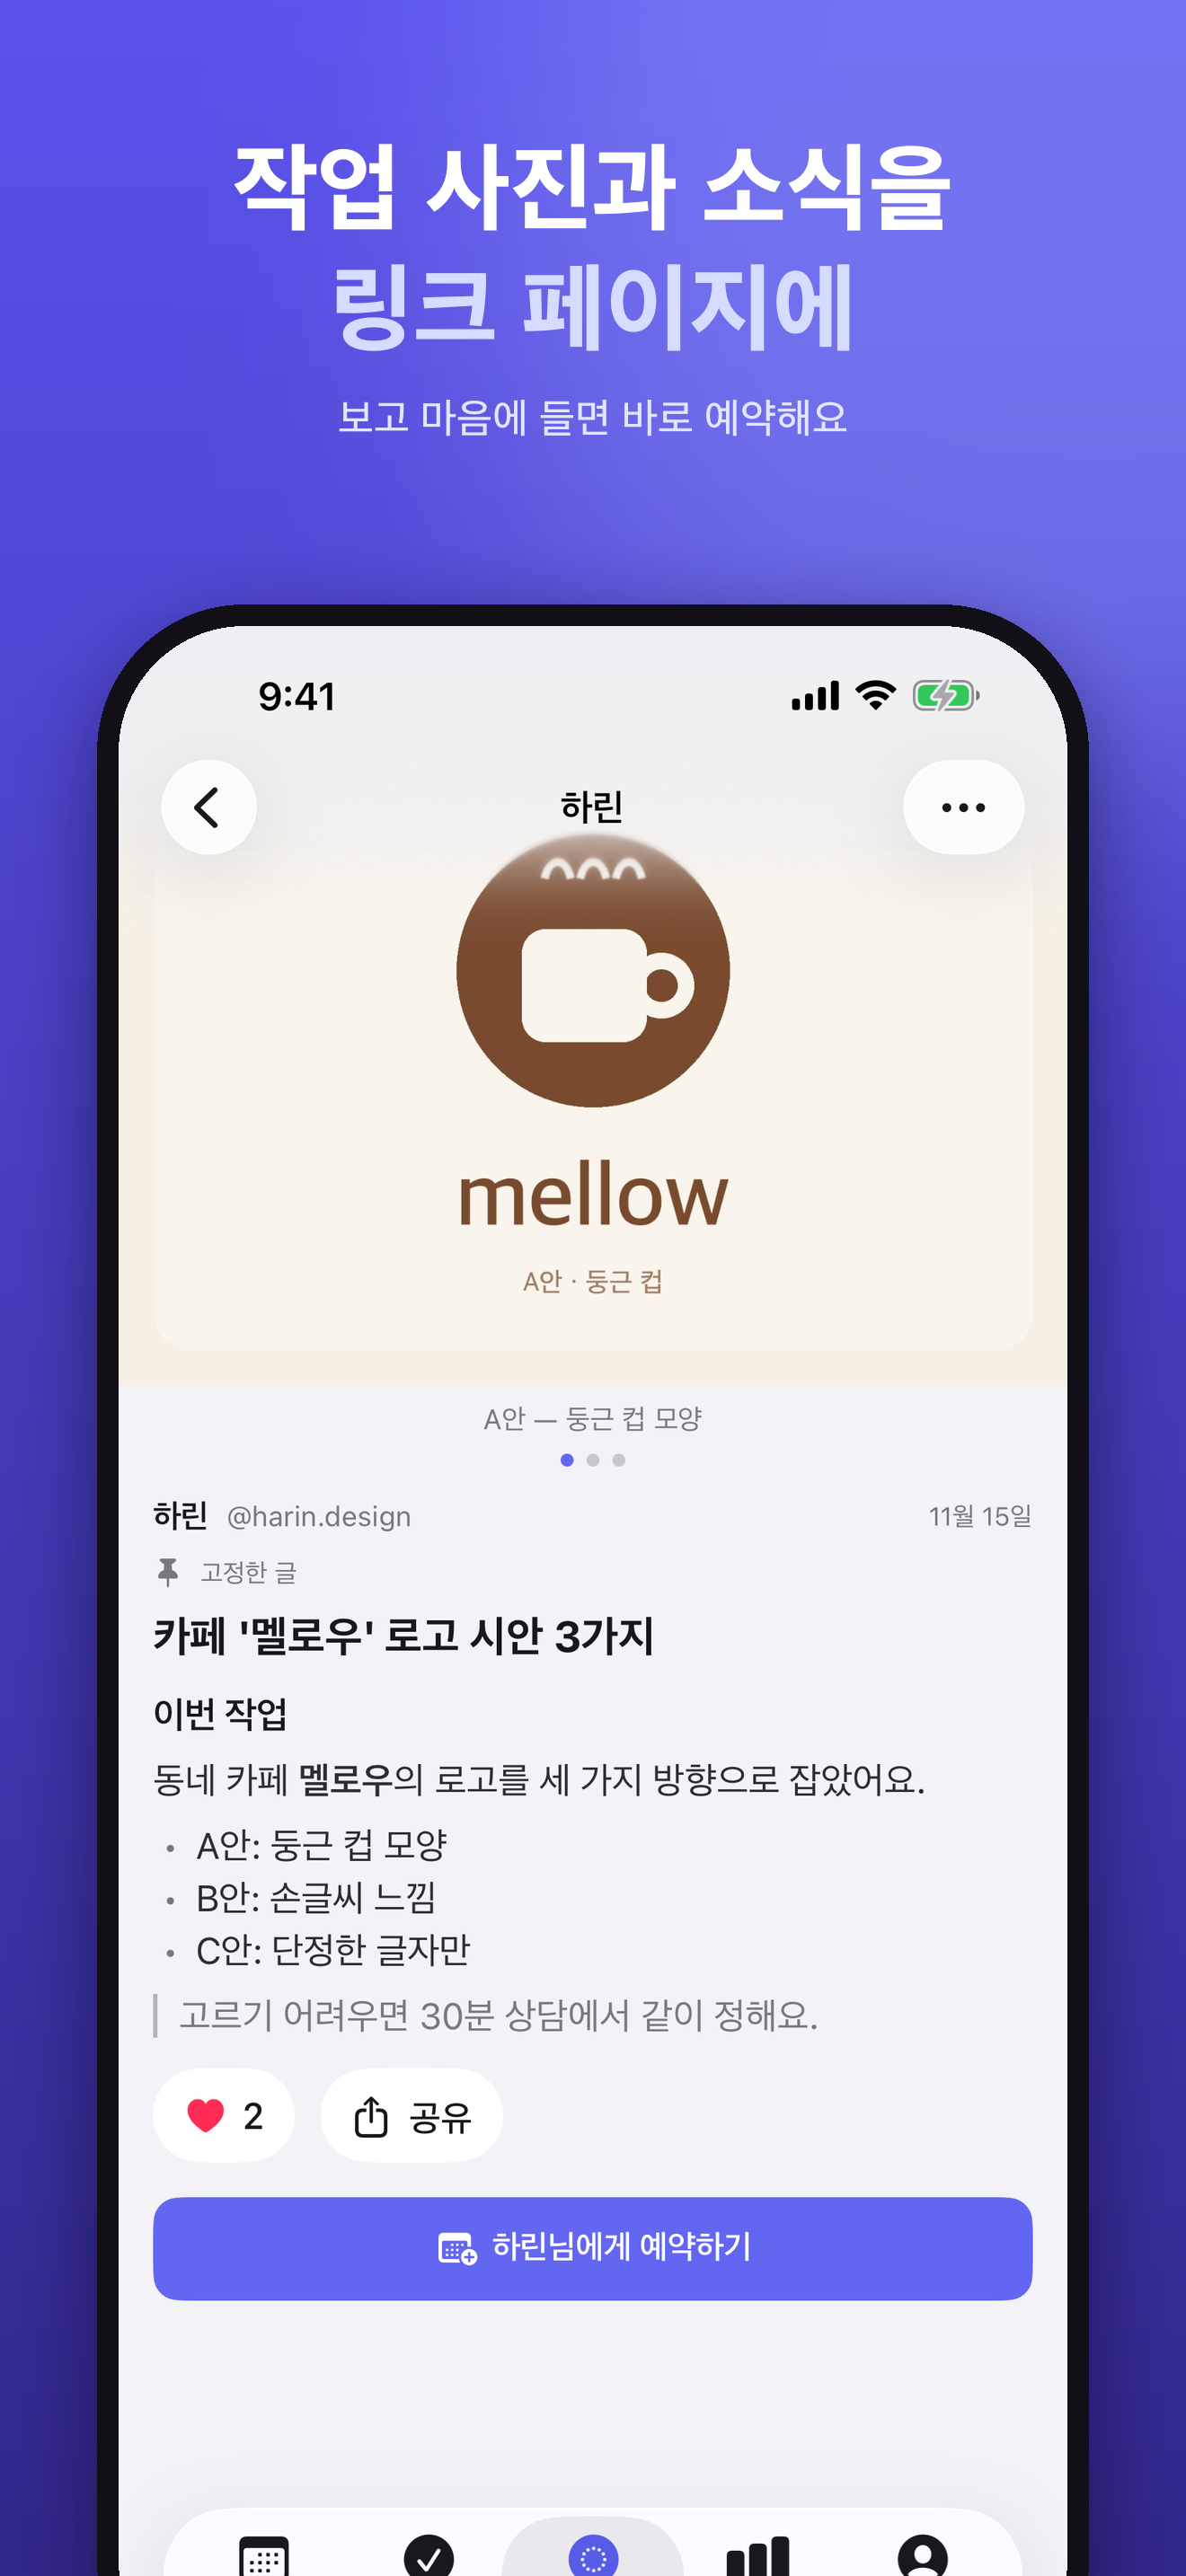 작업 사진과 소식을
링크 페이지에
보고 마음에 들면 바로 예약해요
9:41
하린
mellow
A안 · 둥근 컵
A안 — 둥근 컵 모양
하린 @harin.design 11월 15일
고정한 글
카페 '멜로우' 로고 시안 3가지
이번 작업
동네 카페 멜로우의 로고를 세 가지 방향으로 잡았어요.
• A안: 둥근 컵 모양
• B안: 손글씨 느낌
• C안: 단정한 글자만
고르기 어려우면 30분 상담에서 같이 정해요.
2 공유
하린님에게 예약하기